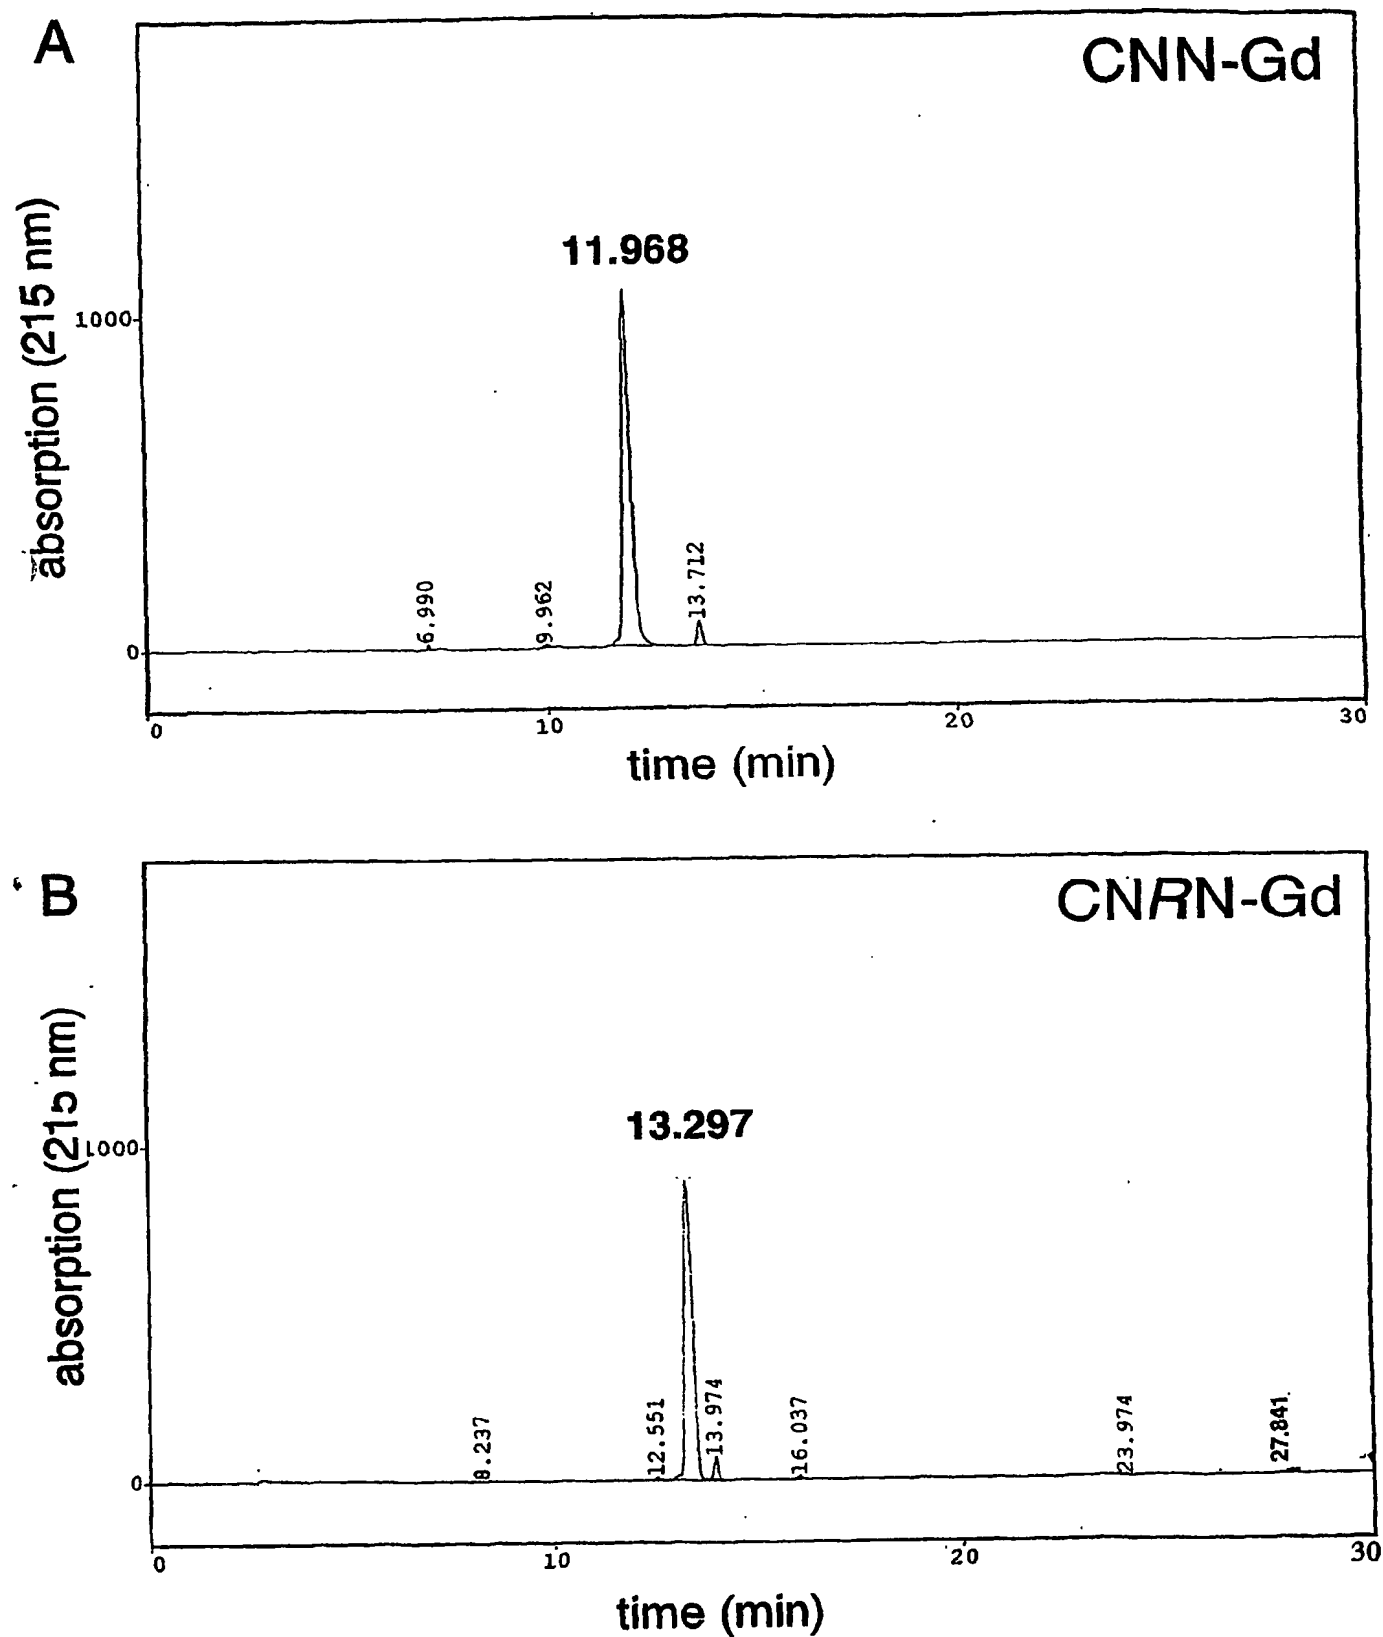 A
CNN-Gd
absorption (215 nm)
11.968
1000
6.990
9.962
13.712
0
0
10
20
30
time (min)
B
CNRN-Gd
absorption (215 nm)
13.297
1000
8.237
12.551
13.974
16.037
23.974
27.841
0
0
10
20
30
time (min)